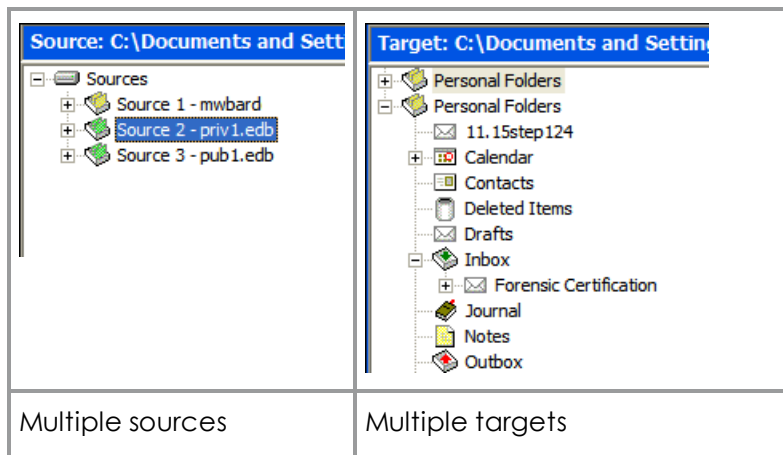 Source: C:\Documents and Sett
Sources
Source 1 - mwbard
Source 2 - priv1.edb
Source 3 - pub1.edb
Target: C:\Documents and Setting
Personal Folders
Personal Folders
11.15step124
Calendar
Contacts
Deleted Items
Drafts
Inbox
Forensic Certification
Journal
Notes
Outbox
Multiple sources
Multiple targets